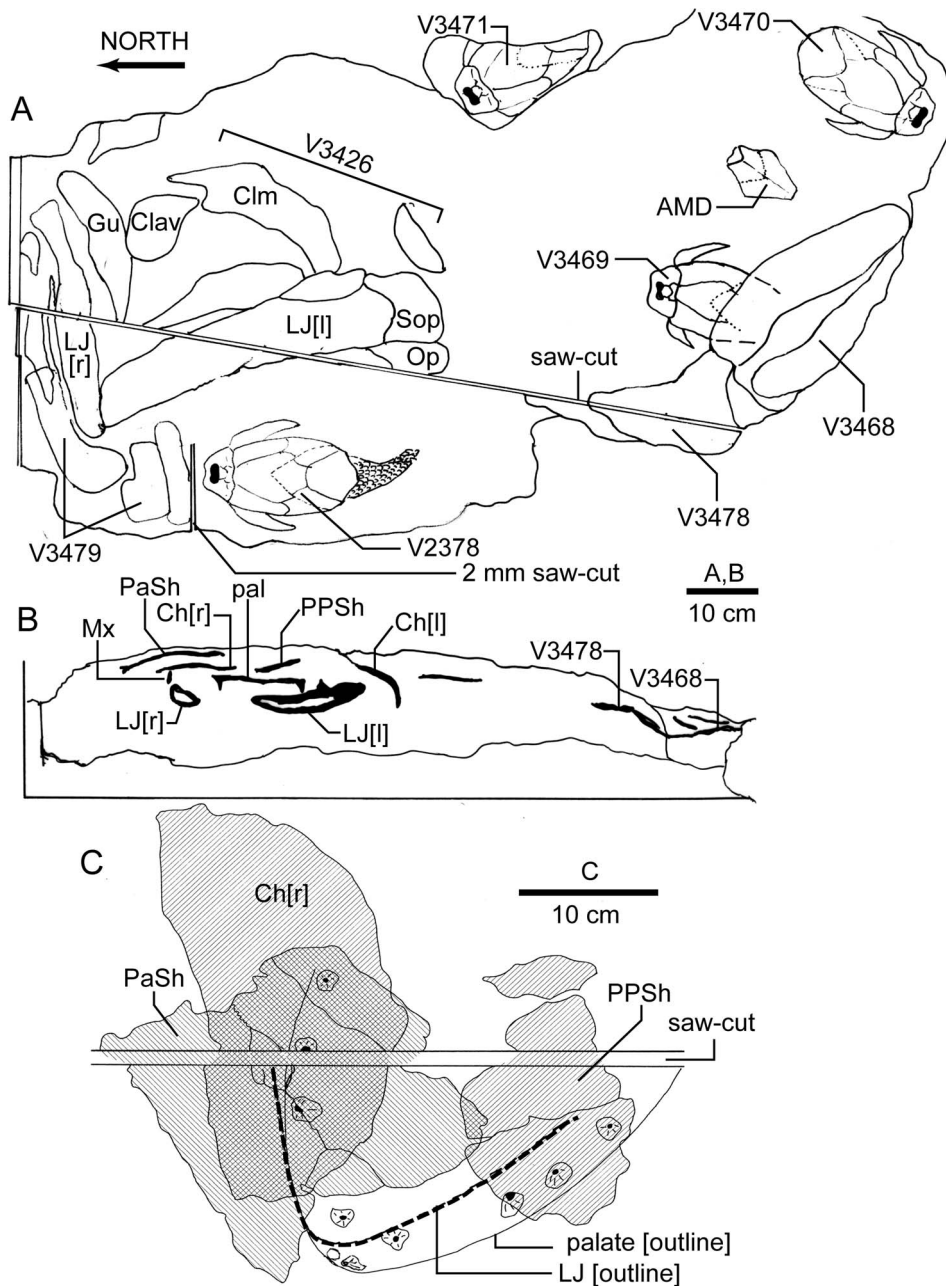 NORTH
V3471
V3470
A
V3426
Clm
Gu
Clav
AMD
V3469
LJ[l]
Sop
Op
LJ
[r]
saw-cut
V3468
V3478
V3479
V2378
2 mm saw-cut
A,B
10 cm
B
PaSh
Ch[r]
pal
PPSh
Ch[l]
Mx
V3478
V3468
LJ[r]
LJ[l]
C
Ch[r]
C
10 cm
PaSh
PPSh
saw-cut
palate [outline]
LJ [outline]